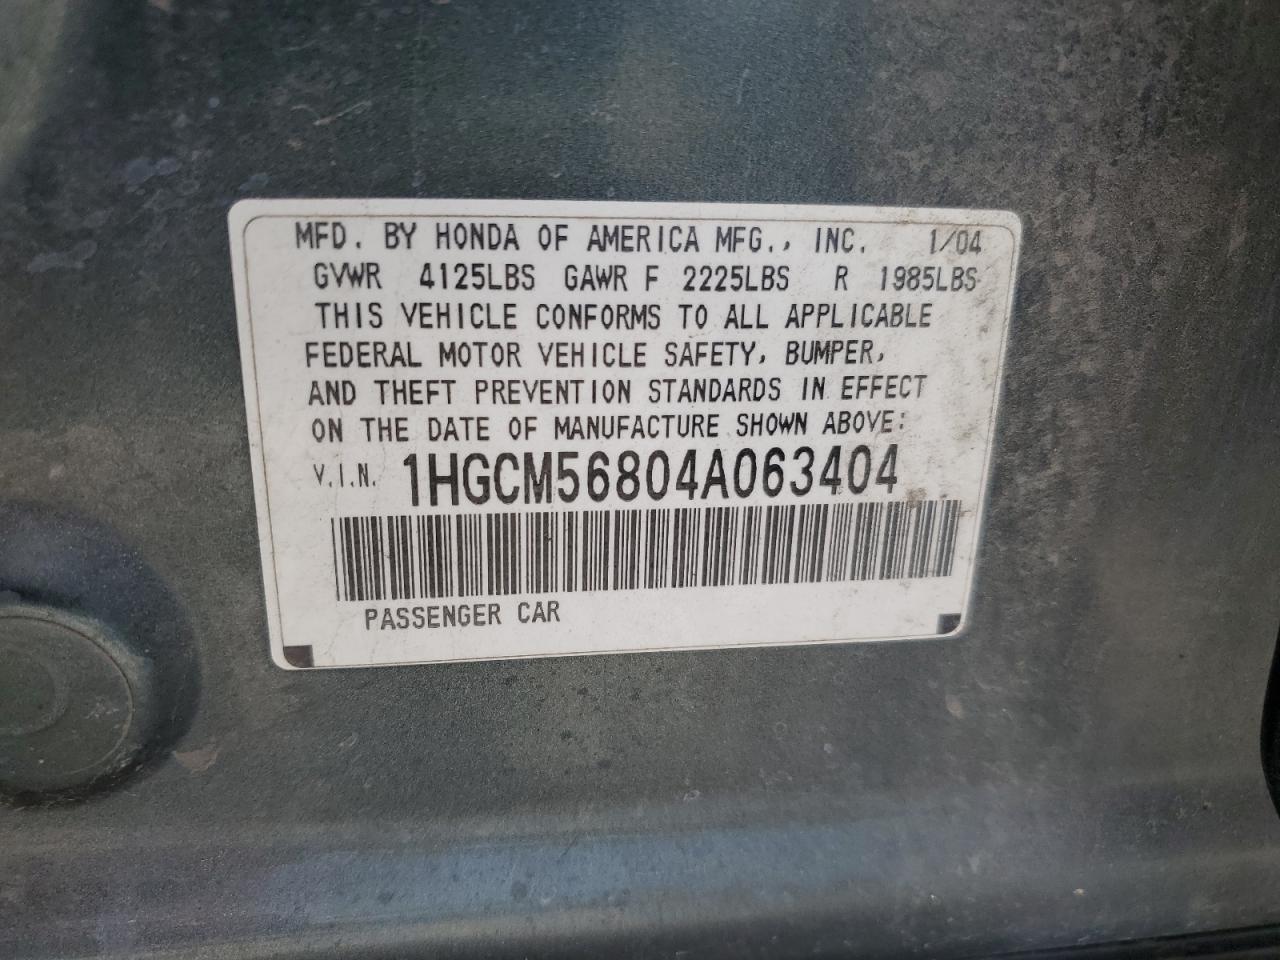 MFD. BY HONDA OF AMERICA MFG., INC. 1/04
GVWR 4125LBS GAWR F 2225LBS R 1985LBS
THIS VEHICLE CONFORMS TO ALL APPLICABLE
FEDERAL MOTOR VEHICLE SAFETY, BUMPER,
AND THEFT PREVENTION STANDARDS IN EFFECT
ON THE DATE OF MANUFACTURE SHOWN ABOVE:
V.I.N. 1HGCM56804A063404
PASSENGER CAR